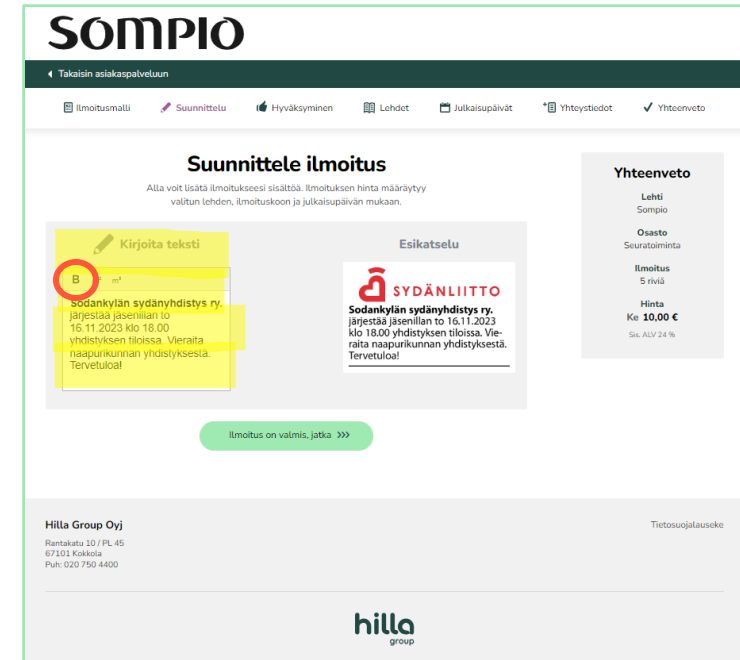 SOMPIO
Takaisin asiakaspalveluun
Ilmoitusmalli
Suunnittelu
Hyväksyminen
Lehdet
Julkaisupäivät
Yhteystiedot
Yhteenveto
Suunnittele ilmoitus
Alla voit lisätä ilmoitukseesi sisältöä. Ilmoituksen hinta määräytyy
valitun lehden, ilmoituskoon ja julkaisupäivän mukaan.
Kirjoita teksti
B
m³
Sodankylän sydänyhdistys ry.
järjestää jäsenillan to
16.11.2023 klo 18.00
yhdistyksen tiloissa. Vieraita
naapurikunnan yhdistyksestä.
Tervetuloa!
Esikatselu
SYDÄNLIITTO
Sodankylän sydänyhdistys ry.
järjestää jäsenillan to 16.11.2023
klo 18.00 yhdistyksen tiloissa. Vie-
raita naapurikunnan yhdistyksestä.
Tervetuloa!
Ilmoitus on valmis, jatka
Yhteenveto
Lehti
Sompio
Osasto
Seuratoiminta
Ilmoitus
5 riviä
Hinta
Ke 10,00 €
Sis. ALV 24 %
Hilla Group Oyj
Rantakatu 10 / PL 45
67101 Kokkola
Puh: 020 750 4400
Tietosuojalauseke
hilla
group